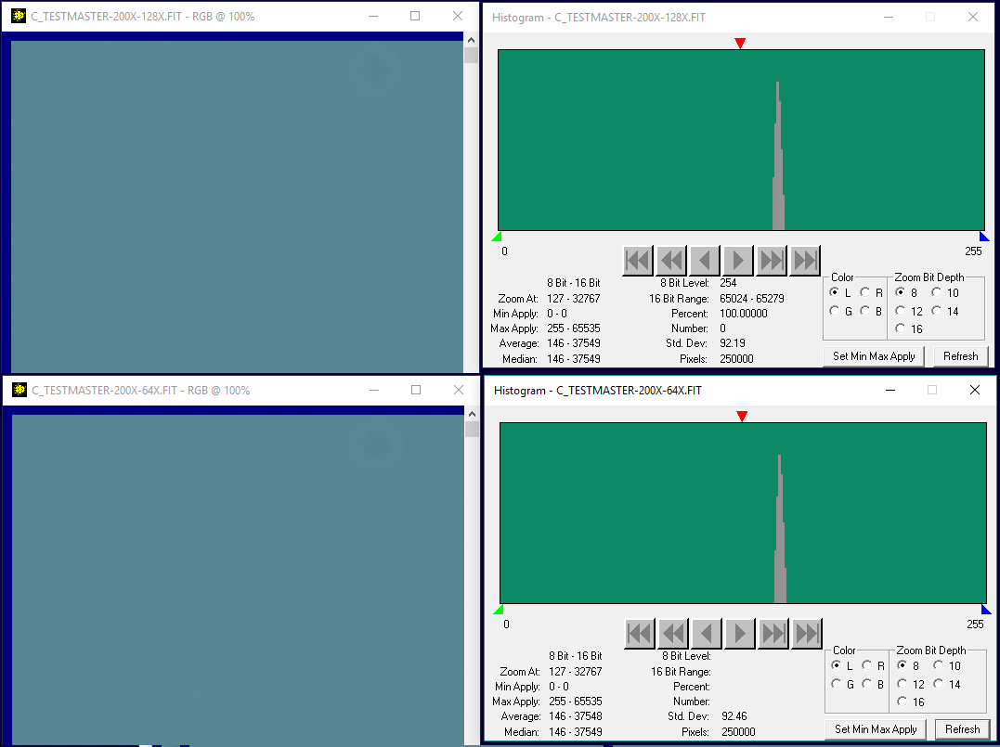 C_TESTMASTER-200X-128X.FIT - RGB @ 100%
Histogram - C_TESTMASTER-200X-128X.FIT
0 255
8 Bit - 16 Bit 8 Bit Level: 254
Zoom At: 127 - 32767 16 Bit Range: 65024 - 65279
Min Apply: 0 - 0 Percent: 100.00000
Max Apply: 255 - 65535 Number: 0
Average: 146 - 37549 Std. Dev: 92.19
Median: 146 - 37549 Pixels: 250000
Color Zoom Bit Depth
L R 8 10
G B 12 14
16
Set Min Max Apply Refresh
C_TESTMASTER-200X-64X.FIT - RGB @ 100%
Histogram - C_TESTMASTER-200X-64X.FIT
0 255
8 Bit - 16 Bit 8 Bit Level:
Zoom At: 127 - 32767 16 Bit Range:
Min Apply: 0 - 0 Percent:
Max Apply: 255 - 65535 Number:
Average: 146 - 37548 Std. Dev: 92.46
Median: 146 - 37549 Pixels: 250000
Color Zoom Bit Depth
L R 8 10
G B 12 14
16
Set Min Max Apply Refresh